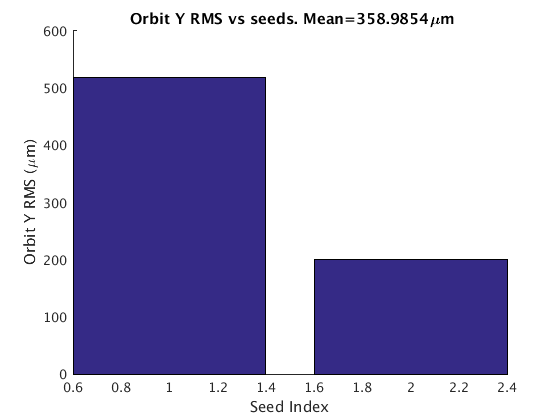 Orbit Y RMS vs seeds. Mean=358.9854μm
600
500
400
300
200
100
0
Orbit Y RMS (μm)
0.6 0.8 1 1.2 1.4 1.6 1.8 2 2.2 2.4
Seed Index